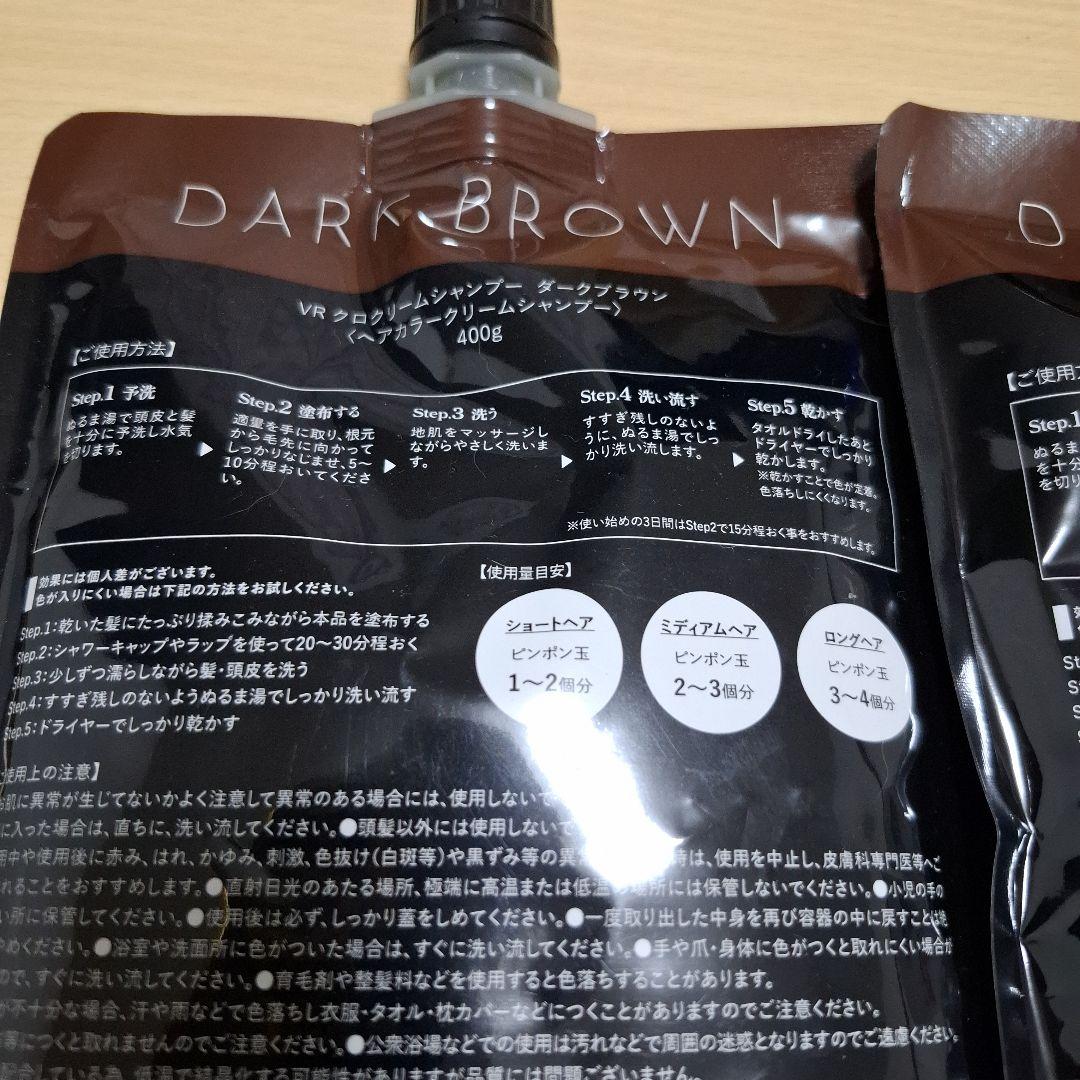 DARK BROWN
VR クロクリームシャンプー ダークブラウン
〈ヘアカラークリームシャンプー〉
400g
【ご使用方法】
Step.1 予洗
ぬるま湯で頭皮と髪
を十分に予洗し水気
を切ります。
Step.2 塗布する
適量を手に取り、根元
から毛先に向かって
しっかりなじませ、5〜
10分程おいてくださ
い。
Step.3 洗う
地肌をマッサージし
ながらやさしく洗いま
す。
Step.4 洗い流す
すすぎ残しのないよ
うに、ぬるま湯でしっ
かり洗い流します。
Step.5 乾かす
タオルドライしたあと
ドライヤーでしっかり
乾かします。
※乾かすことで色が定着。
色落ちしにくくなります。
※使い始めの3日間はStep2で15分程おく事をおすすめします。
効果には個人差がございます。
色が入りにくい場合は下記の方法をお試しください。
Step.1:乾いた髪にたっぷり揉みこみながら本品を塗布する
Step.2:シャワーキャップやラップを使って20〜30分程おく
Step.3:少しずつ濡らしながら髪・頭皮を洗う
Step.4:すすぎ残しのないようぬるま湯でしっかり洗い流す
Step.5:ドライヤーでしっかり乾かす
【使用量目安】
ショートヘア
ピンポン玉
1〜2個分
ミディアムヘア
ピンポン玉
2〜3個分
ロングヘア
ピンポン玉
3〜4個分
使用上の注意】
お肌に異常が生じてないかよく注意して異常のある場合には、使用しないで
に入った場合は、直ちに、洗い流してください。●頭髪以外には使用しないで
用中や使用後に赤み、はれ、かゆみ、刺激、色抜け(白斑等)や黒ずみ等の異常 時は、使用を中止し、皮膚科専門医等へご
れることをおすすめします。●直射日光のあたる場所、極端に高温または低温の場所には保管しないでください。●小児の手の
い所に保管してください。●使用後は必ず、しっかり蓋をしめてください。●一度取り出した中身を再び容器の中に戻すことは
やめください。●浴室や洗面所に色がついた場合は、すぐに洗い流してください。●手や爪・身体に色がつくと取れにくい場合が
ので、すぐに洗い流してください。●育毛剤や整髪料などを使用すると色落ちすることがあります。
が不十分な場合、汗や雨などで色落ちし衣服・タオル・枕カバーなどにつくことがありますのでご注意ください。
等につくと取れませんのでご注意ください。●公衆浴場などでの使用は汚れなどで周囲の迷惑となりますのでご遠慮ください。
配合している為、低温で結晶化する可能性がありますが品質には問題ございません。
D
【ご使用方
Step.1
ぬるま
を十分
を切り